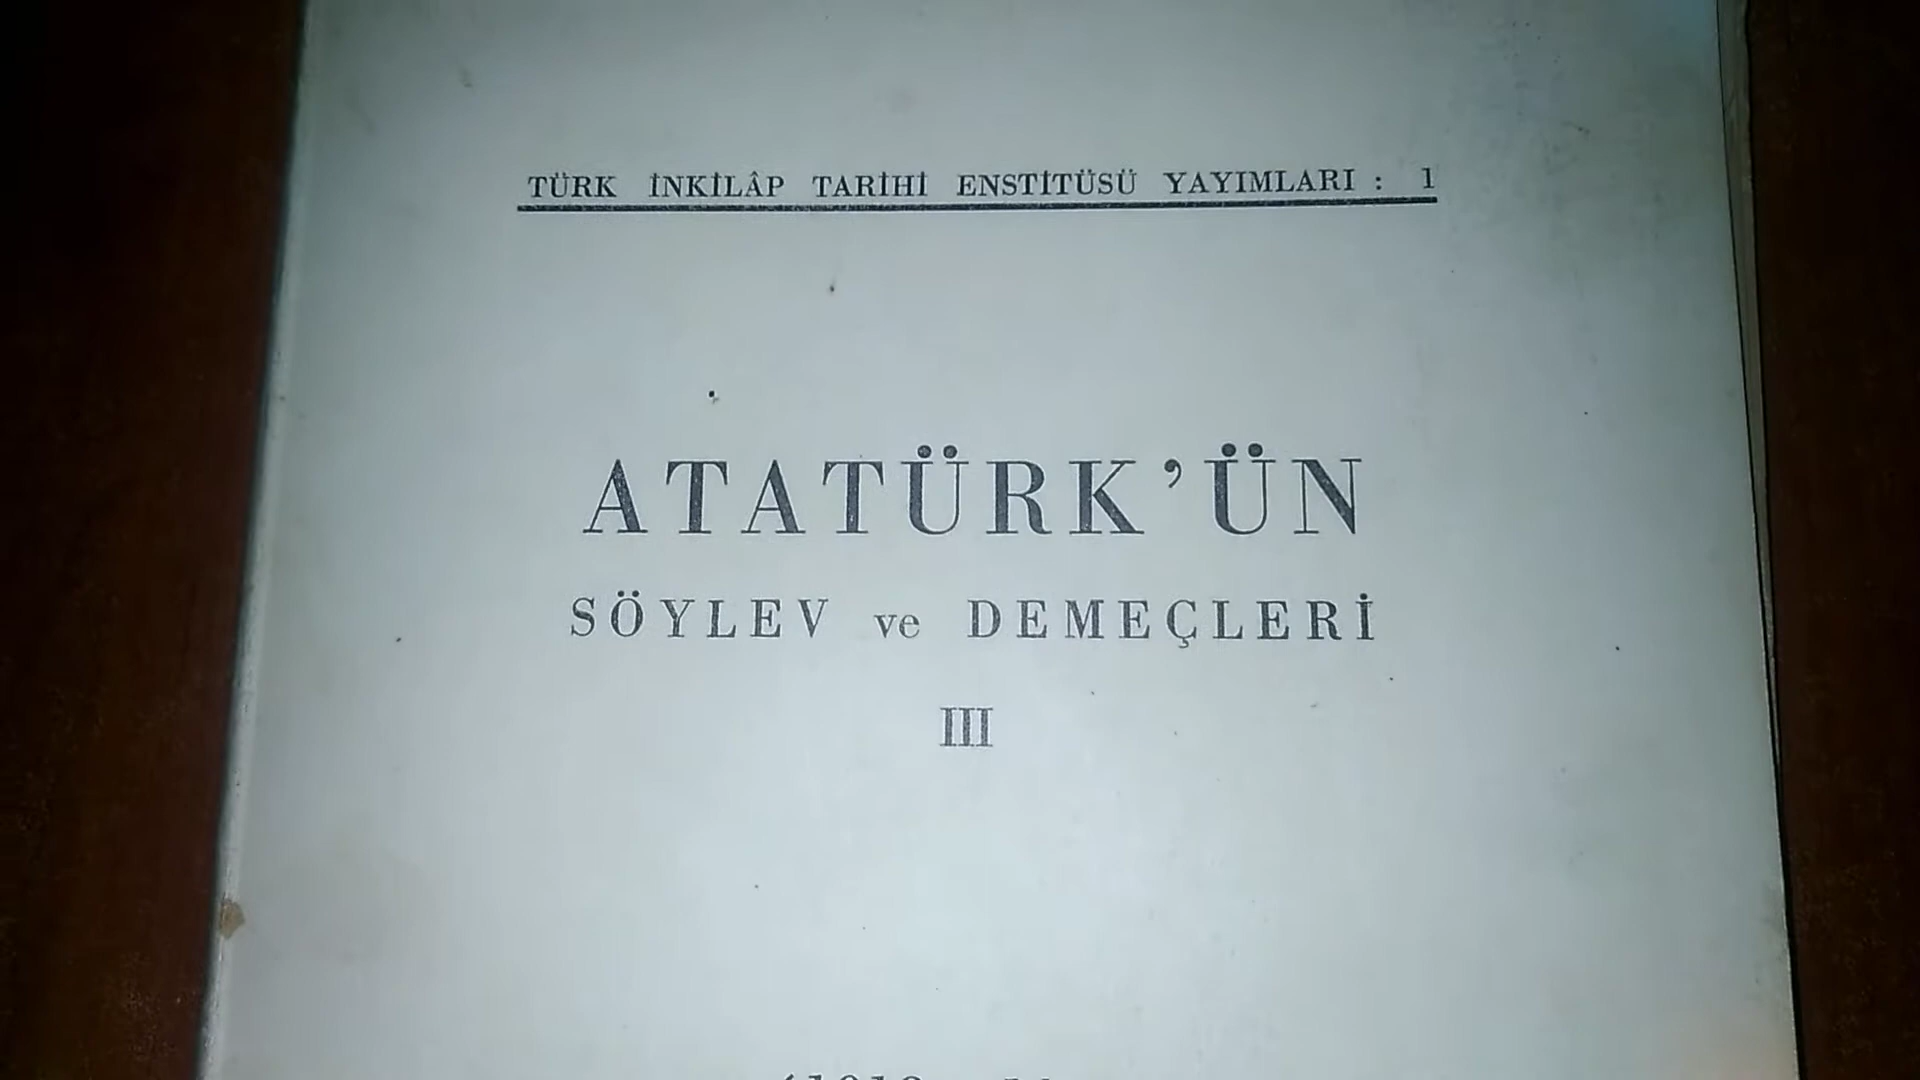 TÜRK İNKİLÂP TARİHİ ENSTİTÜSÜ YAYIMLARI : 1
ATATÜRK'ÜN
SÖYLEV ve DEMEÇLERİ
III